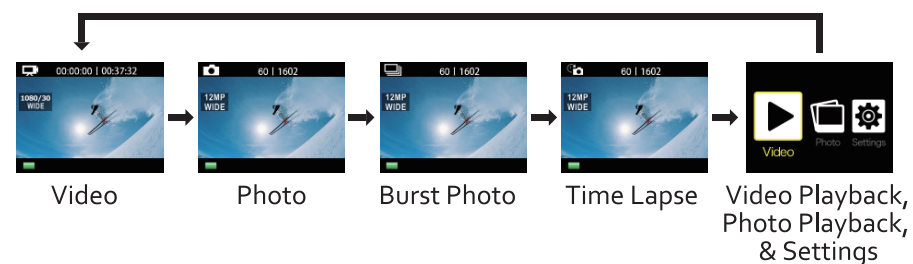 00:00:00 | 00:37:32
1080/30
WIDE
Video
60 | 1602
12MP
WIDE
Photo
60 | 1602
12MP
WIDE
Burst Photo
60 | 1602
12MP
WIDE
Time Lapse
Video
Photo
Settings
Video Playback,
Photo Playback,
& Settings